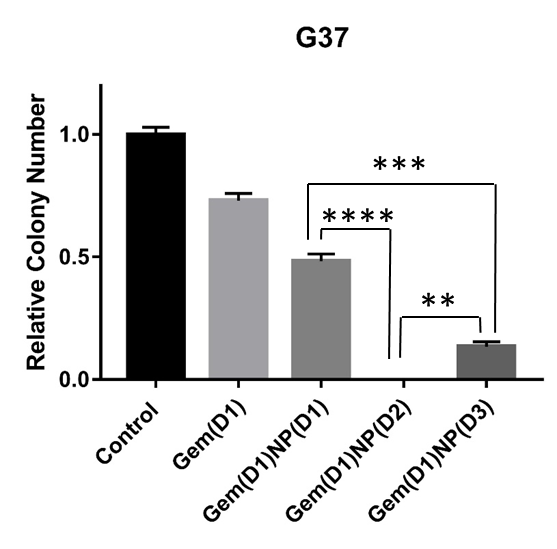 G37
Relative Colony Number
1.0
0.5
0.0
***
****
**
Control
Gem(D1)
Gem(D1)NP(D1)
Gem(D1)NP(D2)
Gem(D1)NP(D3)